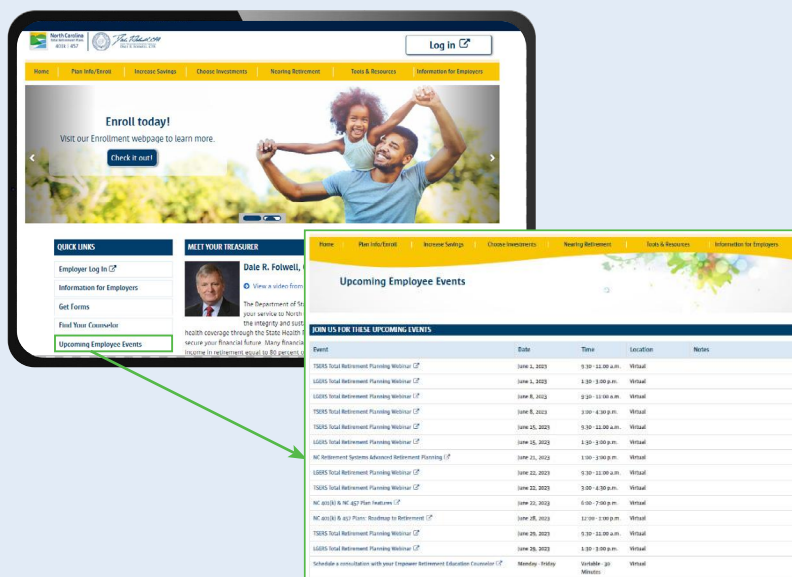 North Carolina
Total Retirement Plans
401k | 457
Log in
Home
Plan Info/Enroll
Increase Savings
Choose Investments
Nearing Retirement
Tools & Resources
Information for Employers
Enroll today!
Visit our Enrollment webpage to learn more.
Check it out!
QUICK LINKS
Employer Log In
Information for Employers
Get Forms
Find Your Counselor
Upcoming Employee Events
MEET YOUR TREASURER
Dale R. Folwell,
View a video from
The Department of St
your service to North
the integrity and sust
health coverage through the State Health
secure your financial future. Many financia
income in retirement equal to 80 percent
Home
Plan Info/Enroll
Increase Savings
Choose Investments
Nearing Retirement
Tools & Resources
Information for Employers
Upcoming Employee Events
JOIN US FOR THESE UPCOMING EVENTS
Event Date Time Location Notes
TSERS Total Retirement Planning Webinar June 1, 2023 9:30 - 11:00 a.m. Virtual
LGERS Total Retirement Planning Webinar June 1, 2023 1:30 - 3:00 p.m. Virtual
LGERS Total Retirement Planning Webinar June 8, 2023 9:30 - 11:00 a.m. Virtual
TSERS Total Retirement Planning Webinar June 8, 2023 3:00 - 4:30 p.m. Virtual
TSERS Total Retirement Planning Webinar June 15, 2023 9:30 - 11:00 a.m. Virtual
LGERS Total Retirement Planning Webinar June 15, 2023 1:30 - 3:00 p.m. Virtual
NC Retirement Systems Advanced Retirement Planning June 21, 2023 1:00 - 3:00 p.m. Virtual
LGERS Total Retirement Planning Webinar June 22, 2023 9:30 - 11:00 a.m. Virtual
TSERS Total Retirement Planning Webinar June 22, 2023 3:00 - 4:30 p.m. Virtual
NC 401(k) & NC 457 Plan Features June 22, 2023 6:00 - 7:00 p.m. Virtual
NC 401(k) & 457 Plans: Roadmap to Retirement June 28, 2023 12:00 - 1:00 p.m. Virtual
TSERS Total Retirement Planning Webinar June 29, 2023 9:30 - 11:00 a.m. Virtual
LGERS Total Retirement Planning Webinar June 29, 2023 1:30 - 3:00 p.m. Virtual
Schedule a consultation with your Empower Retirement Education Counselor Monday - Friday Variable - 30 Virtual
Minutes